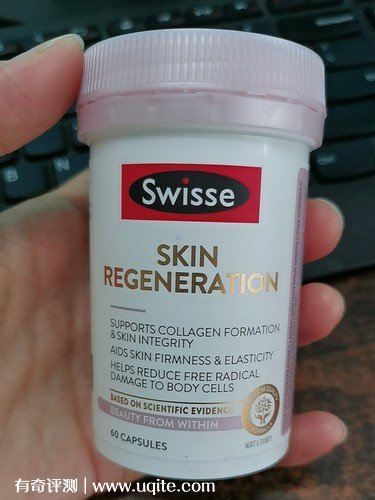 Swisse
SKIN
REGENERATION
SUPPORTS COLLAGEN FORMATION
& SKIN INTEGRITY
AIDS SKIN FIRMNESS & ELASTICITY
HELPS REDUCE FREE RADICAL
DAMAGE TO BODY CELLS
BASED ON SCIENTIFIC EVIDENCE
BEAUTY FROM WITHIN
60 CAPSULES
有奇评测 | www.uqite.com